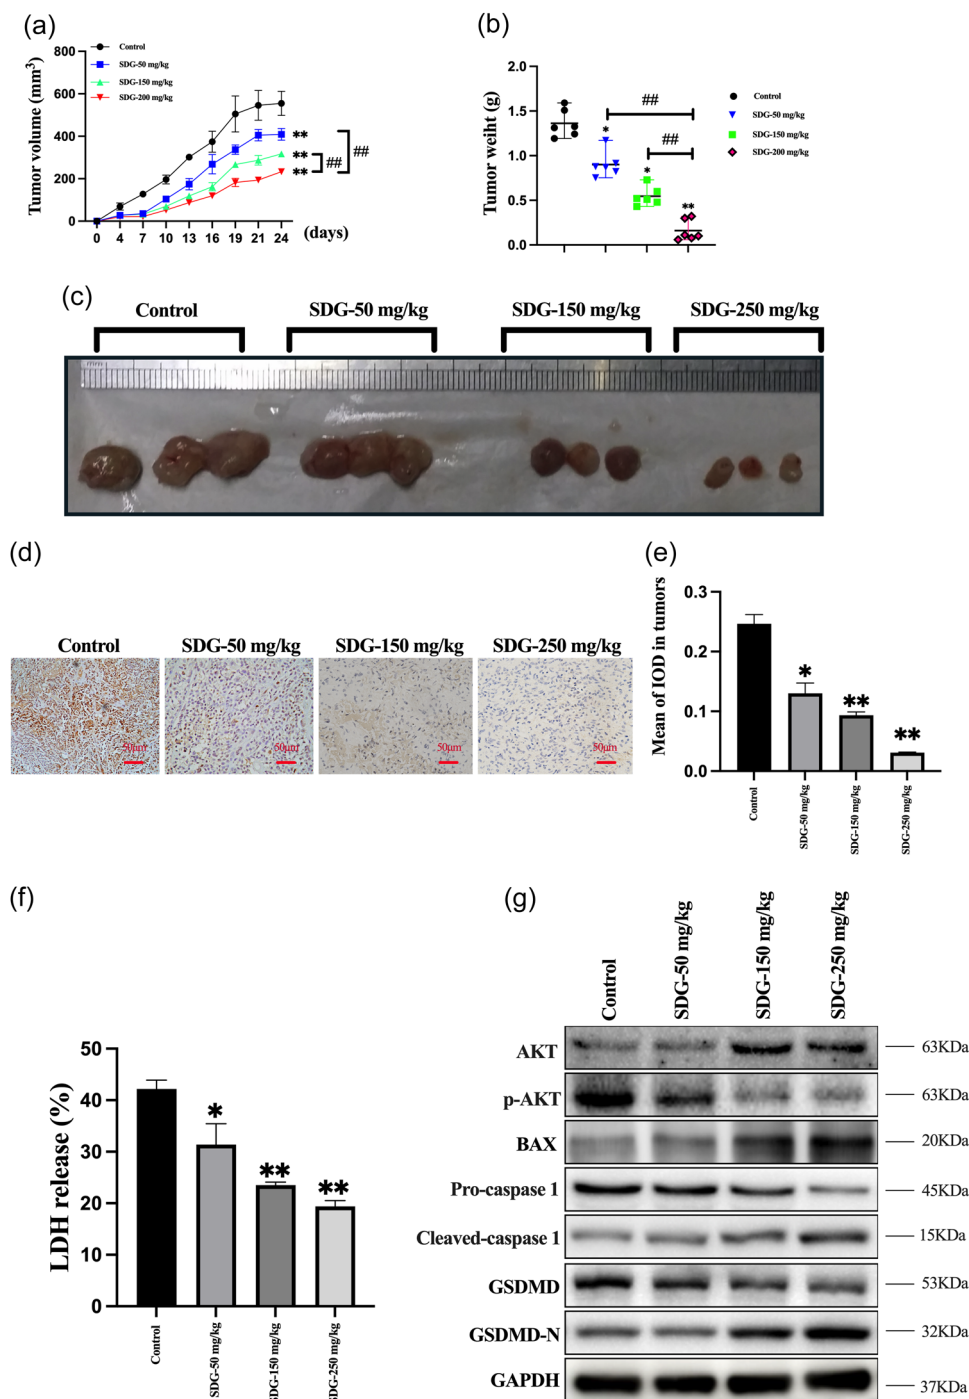 (a)
Tumor volume (mm³)
800
600
400
200
0
Control
SDG-50 mg/kg
SDG-150 mg/kg
SDG-200 mg/kg
**
**
**
##
##
0 4 7 10 13 16 19 21 24 (days)
(b)
Tumor weiht (g)
2.0
1.5
1.0
0.5
0.0
##
##
*
*
**
Control
SDG-50 mg/kg
SDG-150 mg/kg
SDG-200 mg/kg
(c)
Control SDG-50 mg/kg SDG-150 mg/kg SDG-250 mg/kg
(d)
Control SDG-50 mg/kg SDG-150 mg/kg SDG-250 mg/kg
50μm 50μm 50μm 50μm
(e)
Mean of IOD in tumors
0.3
0.2
0.1
0.0
*
**
**
Control
SDG-50 mg/kg
SDG-150 mg/kg
SDG-250 mg/kg
(f)
LDH release (%)
50
40
30
20
10
0
*
**
**
Control
SDG-50 mg/kg
SDG-150 mg/kg
SDG-250 mg/kg
(g)
Control
SDG-50 mg/kg
SDG-150 mg/kg
SDG-250 mg/kg
AKT 63KDa
p-AKT 63KDa
BAX 20KDa
Pro-caspase 1 45KDa
Cleaved-caspase 1 15KDa
GSDMD 53KDa
GSDMD-N 32KDa
GAPDH 37KDa